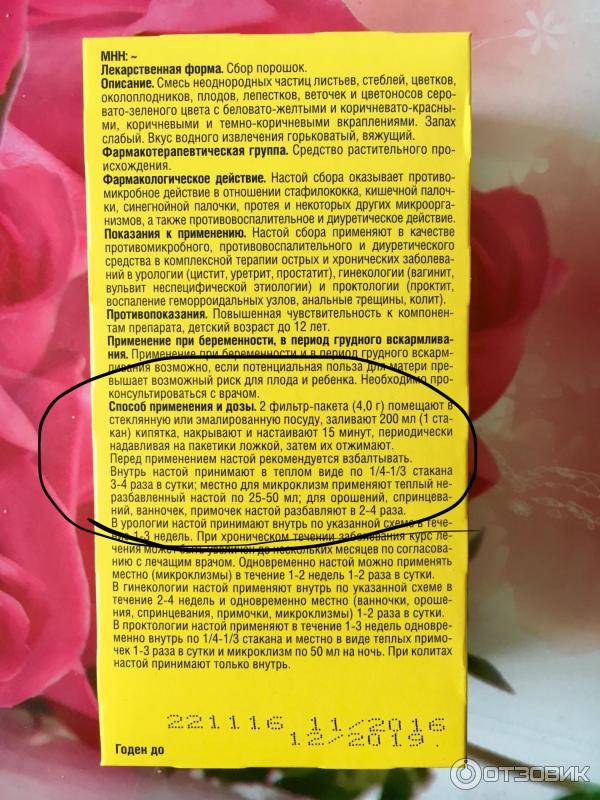 МНН: ~
Лекарственная форма. Сбор порошок.
Описание. Смесь неоднородных частиц листьев, стеблей, цветков,
околоплодников, плодов, лепестков, веточек и цветоносов серо-
вато-зеленого цвета с беловато-желтыми и коричневато-красны-
ми, коричневыми и темно-коричневыми вкраплениями. Запах
слабый. Вкус водного извлечения горьковатый, вяжущий.
Фармакотерапевтическая группа. Средство растительного про-
исхождения.
Фармакологическое действие. Настой сбора оказывает противо-
микробное действие в отношении стафилококка, кишечной палоч-
ки, синегнойной палочки, протея и некоторых других микроорга-
низмов, а также противовоспалительное и диуретическое действие.
Показания к применению. Настой сбора применяют в качестве
противомикробного, противовоспалительного и диуретического
средства в комплексной терапии острых и хронических заболева-
ний в урологии (цистит, уретрит, простатит), гинекологии (вагинит,
вульвит неспецифической этиологии) и проктологии (проктит,
воспаление геморроидальных узлов, анальные трещины, колит).
Противопоказания. Повышенная чувствительность к компонен-
там препарата, детский возраст до 12 лет.
Применение при беременности, в период грудного вскармлива-
ния. Применение при беременности и в период грудного вскарм-
ливания возможно, если потенциальная польза для матери пре-
вышает возможный риск для плода и ребенка. Необходимо про-
консультироваться с врачом.
Способ применения и дозы. 2 фильтр-пакета (4,0 г) помещают в
стеклянную или эмалированную посуду, заливают 200 мл (1 ста-
кан) кипятка, накрывают и настаивают 15 минут, периодически
надавливая на пакетики ложкой, затем их отжимают.
Перед применением настой рекомендуется взбалтывать.
Внутрь настой принимают в теплом виде по 1/4-1/3 стакана
3-4 раза в сутки; местно для микроклизм применяют теплый не-
разбавленный настой по 25-50 мл; для орошений, спринцева-
ний, ванночек, примочек настой разбавляют в 2-4 раза.
В урологии настой принимают внутрь по указанной схеме в тече-
ние 1-3 недель. При хроническом течении заболевания курс ле-
чения может быть увеличен до нескольких месяцев по согласова-
нию с лечащим врачом. Одновременно настой можно применять
местно (микроклизмы) в течение 1-2 недель 1-2 раза в сутки.
В гинекологии настой применяют внутрь по указанной схеме в
течение 2-4 недель и одновременно местно (ванночки, ороше-
ния, спринцевания, примочки, микроклизмы) 1-2 раза в сутки.
В проктологии настой применяют в течение 1-3 недель одновре-
менно внутрь по 1/4-1/3 стакана и местно в виде теплых примо-
чек 1-3 раза в сутки и микроклизм по 50 мл на ночь. При колитах
настой принимают только внутрь.
221116 11/2016
12/2019.
Годен до
ОТЗОВИК